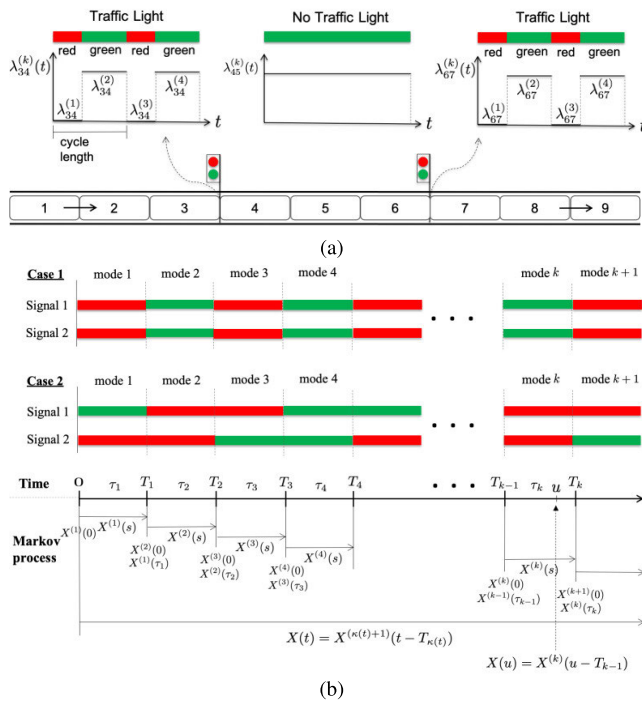 Traffic Light No Traffic Light Traffic Light
red green red green red green red green
λ_{34}^{(k)}(t) λ_{45}^{(k)}(t) λ_{67}^{(k)}(t)
λ_{34}^{(2)} λ_{34}^{(4)} λ_{67}^{(2)} λ_{67}^{(4)}
λ_{34}^{(1)} λ_{34}^{(3)} λ_{67}^{(1)} λ_{67}^{(3)}
t t t
cycle
length
1 2 3 4 5 6 7 8 9
(a)
Case 1 mode 1 mode 2 mode 3 mode 4 mode k mode k + 1
Signal 1
Signal 2
Case 2 mode 1 mode 2 mode 3 mode 4 mode k mode k + 1
Signal 1
Signal 2
Time O τ_1 T_1 τ_2 T_2 τ_3 T_3 τ_4 T_4 T_{k-1} τ_k u T_k
Markov
process
X^{(1)}(0) X^{(1)}(s) X^{(2)}(s) X^{(3)}(s) X^{(4)}(s) X^{(k)}(s)
X^{(2)}(0) X^{(3)}(0) X^{(4)}(0) X^{(k)}(0) X^{(k+1)}(0)
X^{(1)}(τ_1) X^{(2)}(τ_2) X^{(3)}(τ_3) X^{(k-1)}(τ_{k-1}) X^{(k)}(τ_k)
X(t) = X^{(κ(t)+1)}(t - T_{κ(t)})
X(u) = X^{(k)}(u - T_{k-1})
(b)